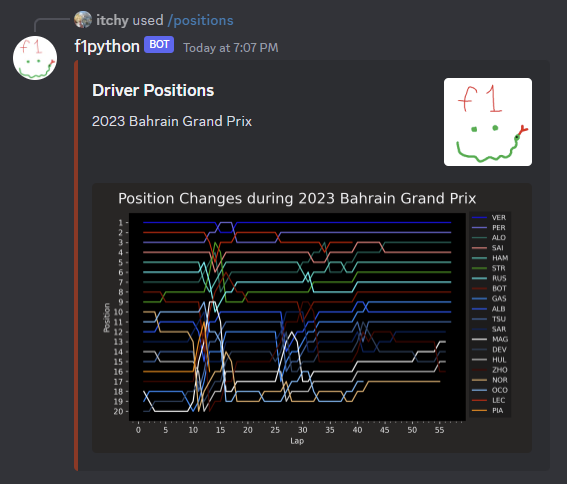 itchy used /positions
f1python BOT Today at 7:07 PM
Driver Positions
2023 Bahrain Grand Prix
f1
f1
Position Changes during 2023 Bahrain Grand Prix
Position
1
2
3
4
5
6
7
8
9
10
11
12
13
14
15
16
17
18
19
20
0 5 10 15 20 25 30 35 40 45 50 55
Lap
VER
PER
ALO
SAI
HAM
STR
RUS
BOT
GAS
ALB
TSU
SAR
MAG
DEV
HUL
ZHO
NOR
OCO
LEC
PIA